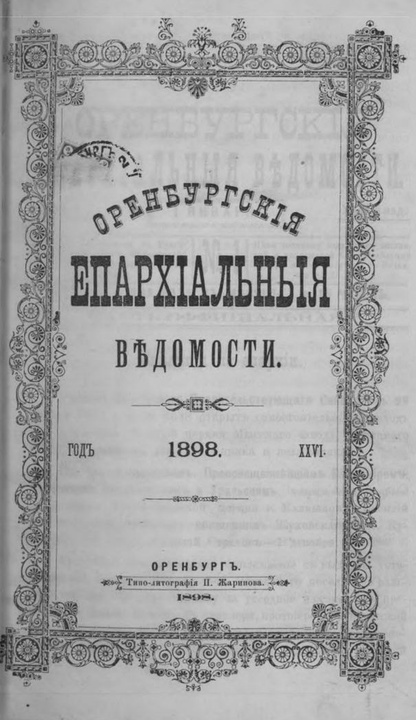 ОРЕНБУРГСКІЯ
ЕПАРХІАЛЬНЫЯ
ВѢДОМОСТИ.
ГОДЪ 1898. XXVI.
ОРЕНБУРГЪ.
Типо-литографія П. Жаринова.
1898.